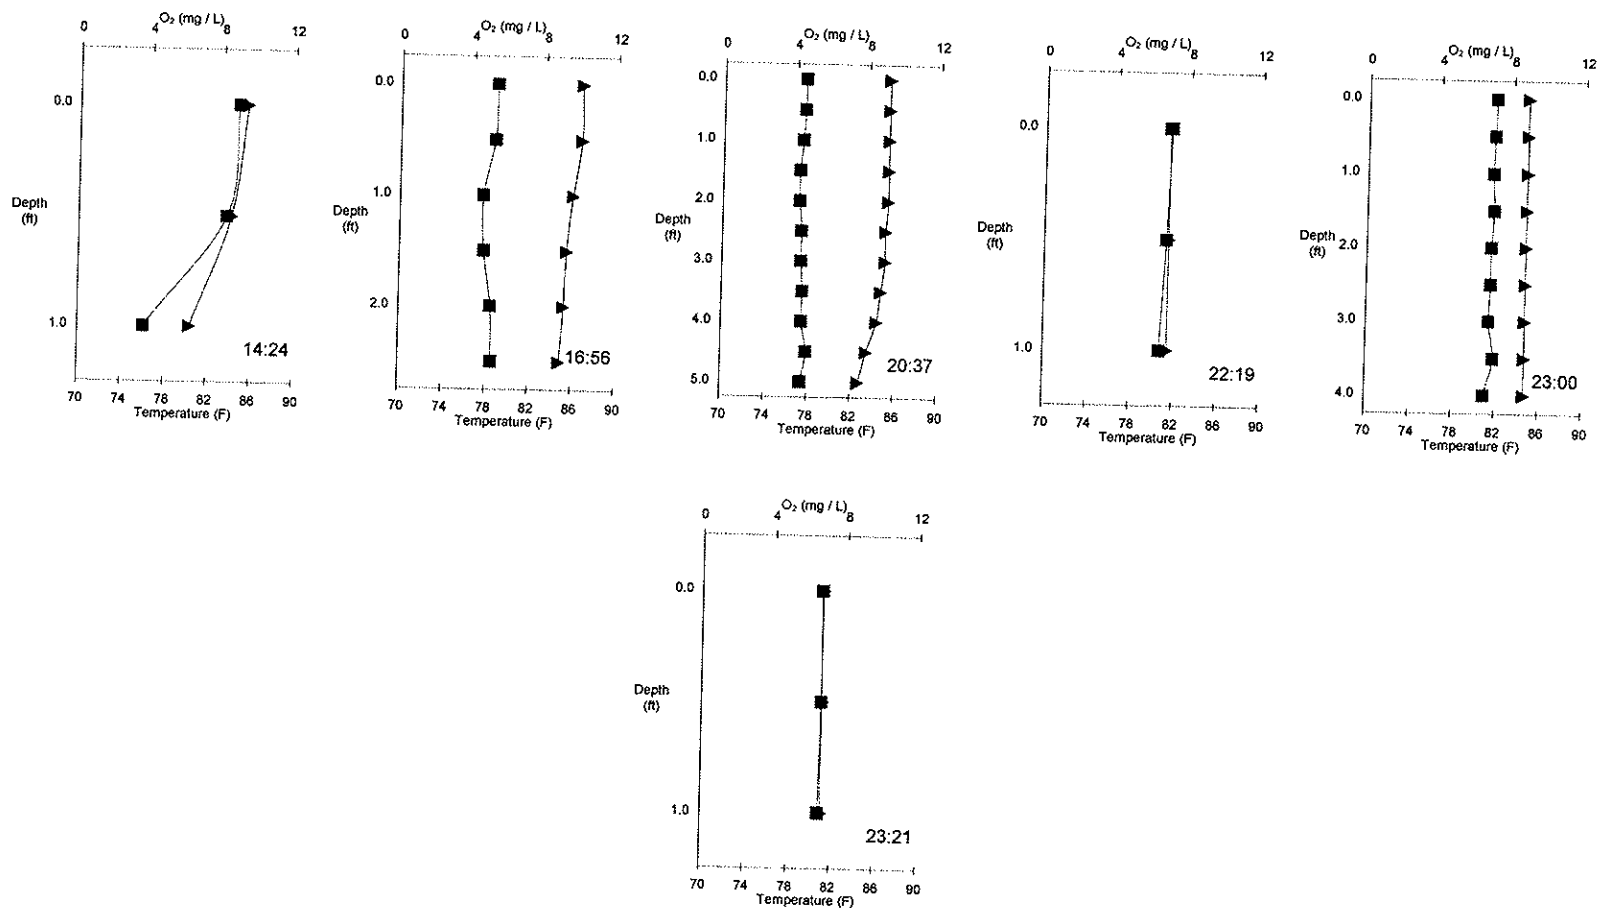 O₂ (mg / L)
0 4 8 12
0.0
Depth
(ft)
1.0
14:24
70 74 78 82 86 90
Temperature (F)
O₂ (mg / L)
0 4 8 12
0.0
1.0
Depth
(ft)
2.0
16:56
70 74 78 82 86 90
Temperature (F)
O₂ (mg / L)
0 4 8 12
0.0
1.0
2.0
Depth
(ft)
3.0
4.0
20:37
5.0
70 74 78 82 86 90
Temperature (F)
O₂ (mg / L)
0 4 8 12
0.0
Depth
(ft)
1.0
22:19
70 74 78 82 86 90
Temperature (F)
O₂ (mg / L)
0 4 8 12
0.0
1.0
Depth
2.0
(ft)
3.0
23:00
4.0
70 74 78 82 86 90
Temperature (F)
O₂ (mg / L)
0 4 8 12
0.0
Depth
(ft)
1.0
23:21
70 74 78 82 86 90
Temperature (F)